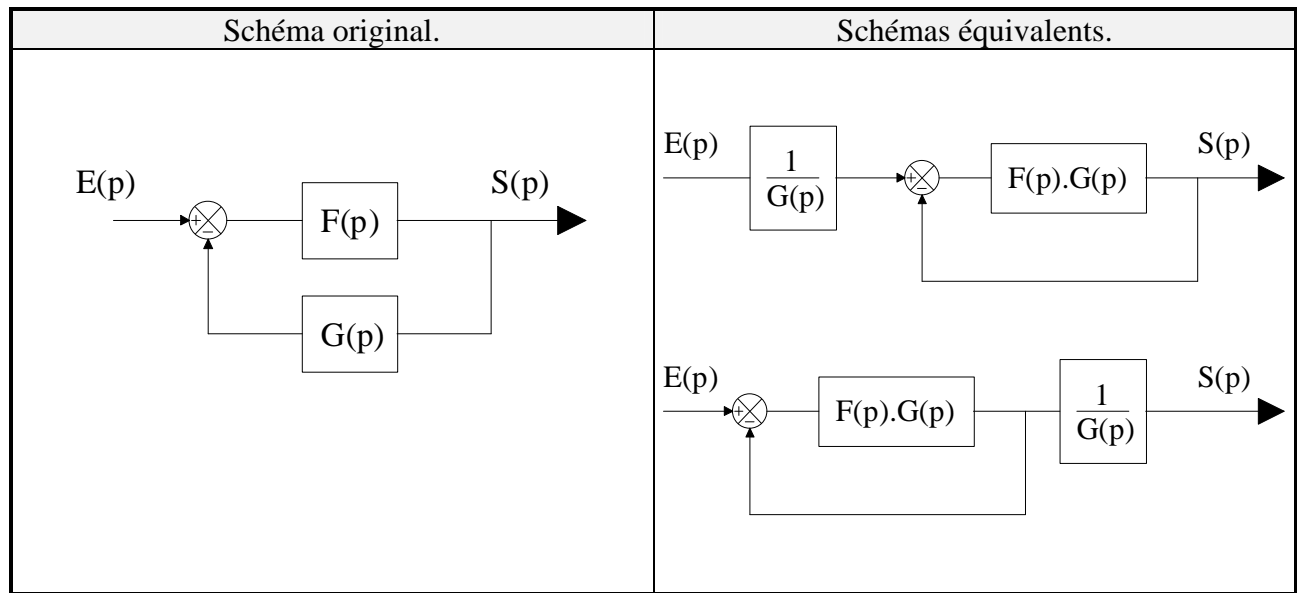 Schéma original.
Schémas équivalents.
E(p)
+
−
F(p)
S(p)
G(p)
E(p)
1
G(p)
+
−
F(p).G(p)
S(p)
E(p)
+
−
F(p).G(p)
1
G(p)
S(p)